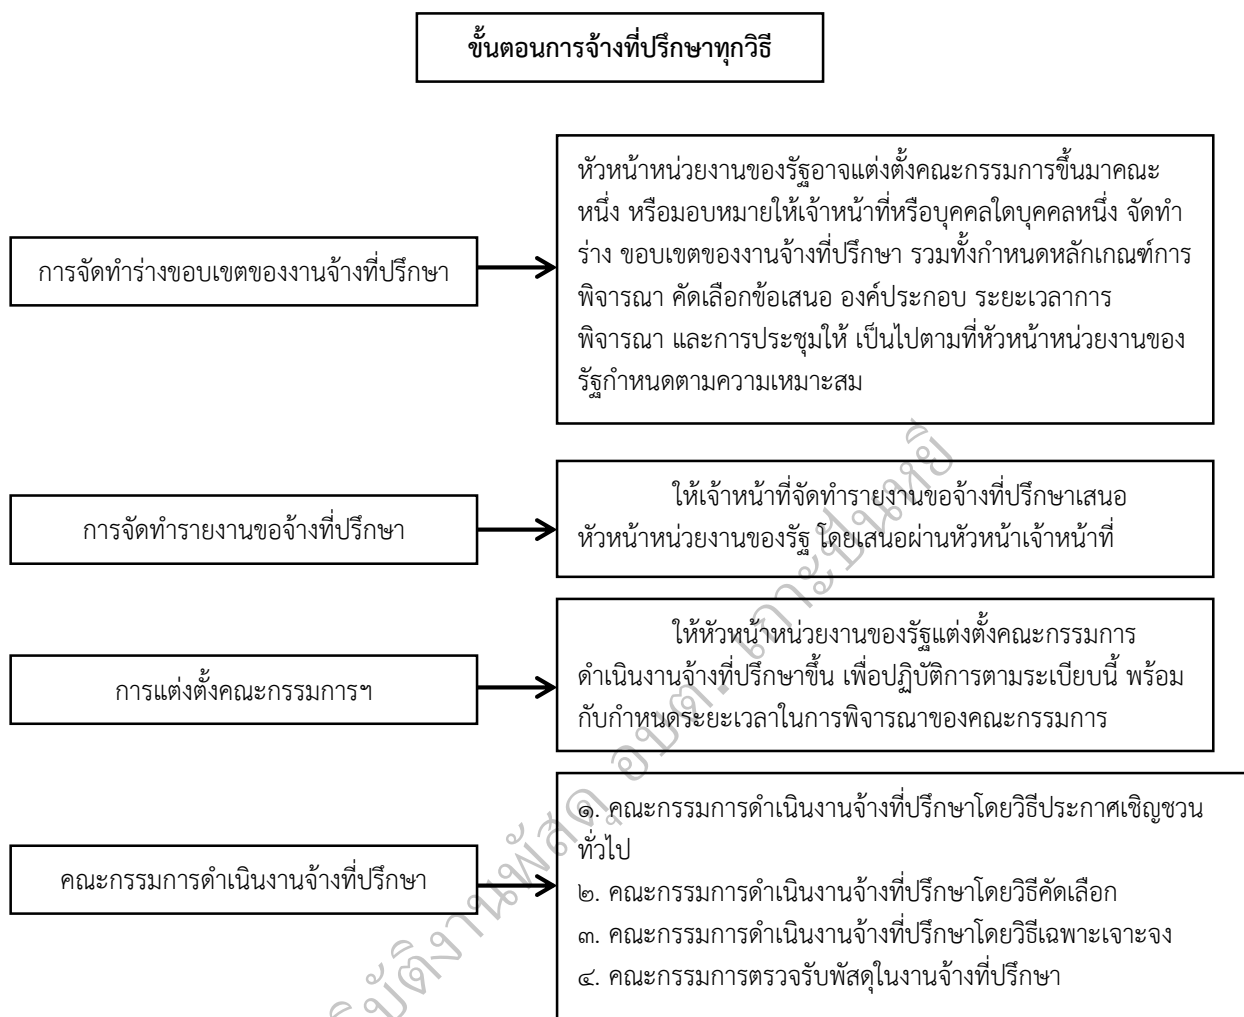 ขั้นตอนการจ้างที่ปรึกษาทุกวิธี
การจัดทำร่างขอบเขตของงานจ้างที่ปรึกษา
หัวหน้าหน่วยงานของรัฐอาจแต่งตั้งคณะกรรมการขึ้นมาคณะ
หนึ่ง หรือมอบหมายให้เจ้าหน้าที่หรือบุคคลใดบุคคลหนึ่ง จัดทำ
ร่าง ขอบเขตของงานจ้างที่ปรึกษา รวมทั้งกำหนดหลักเกณฑ์การ
พิจารณา คัดเลือกข้อเสนอ องค์ประกอบ ระยะเวลาการ
พิจารณา และการประชุมให้ เป็นไปตามที่หัวหน้าหน่วยงานของ
รัฐกำหนดตามความเหมาะสม
การจัดทำรายงานขอจ้างที่ปรึกษา
ให้เจ้าหน้าที่จัดทำรายงานขอจ้างที่ปรึกษาเสนอ
หัวหน้าหน่วยงานของรัฐ โดยเสนอผ่านหัวหน้าเจ้าหน้าที่
การแต่งตั้งคณะกรรมการฯ
ให้หัวหน้าหน่วยงานของรัฐแต่งตั้งคณะกรรมการ
ดำเนินงานจ้างที่ปรึกษาขึ้น เพื่อปฏิบัติการตามระเบียบนี้ พร้อม
กับกำหนดระยะเวลาในการพิจารณาของคณะกรรมการ
คณะกรรมการดำเนินงานจ้างที่ปรึกษา
๑. คณะกรรมการดำเนินงานจ้างที่ปรึกษาโดยวิธีประกาศเชิญชวน
ทั่วไป
๒. คณะกรรมการดำเนินงานจ้างที่ปรึกษาโดยวิธีคัดเลือก
๓. คณะกรรมการดำเนินงานจ้างที่ปรึกษาโดยวิธีเฉพาะเจาะจง
๔. คณะกรรมการตรวจรับพัสดุในงานจ้างที่ปรึกษา
ิบัติงานพัสดุ อบต. เกาะปันหยี